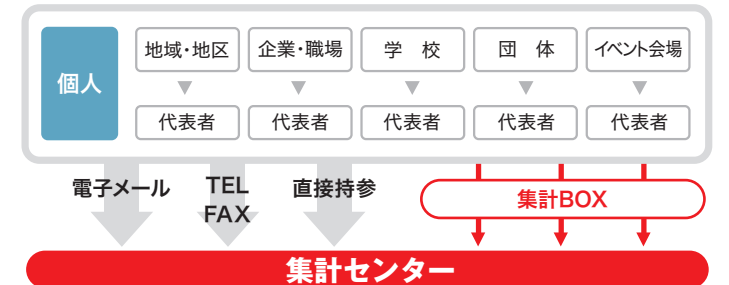 個人
地域・地区
企業・職場
学　校
団　体
イベント会場
代表者
代表者
代表者
代表者
代表者
電子メール
TEL
FAX
直接持参
集計BOX
集計センター